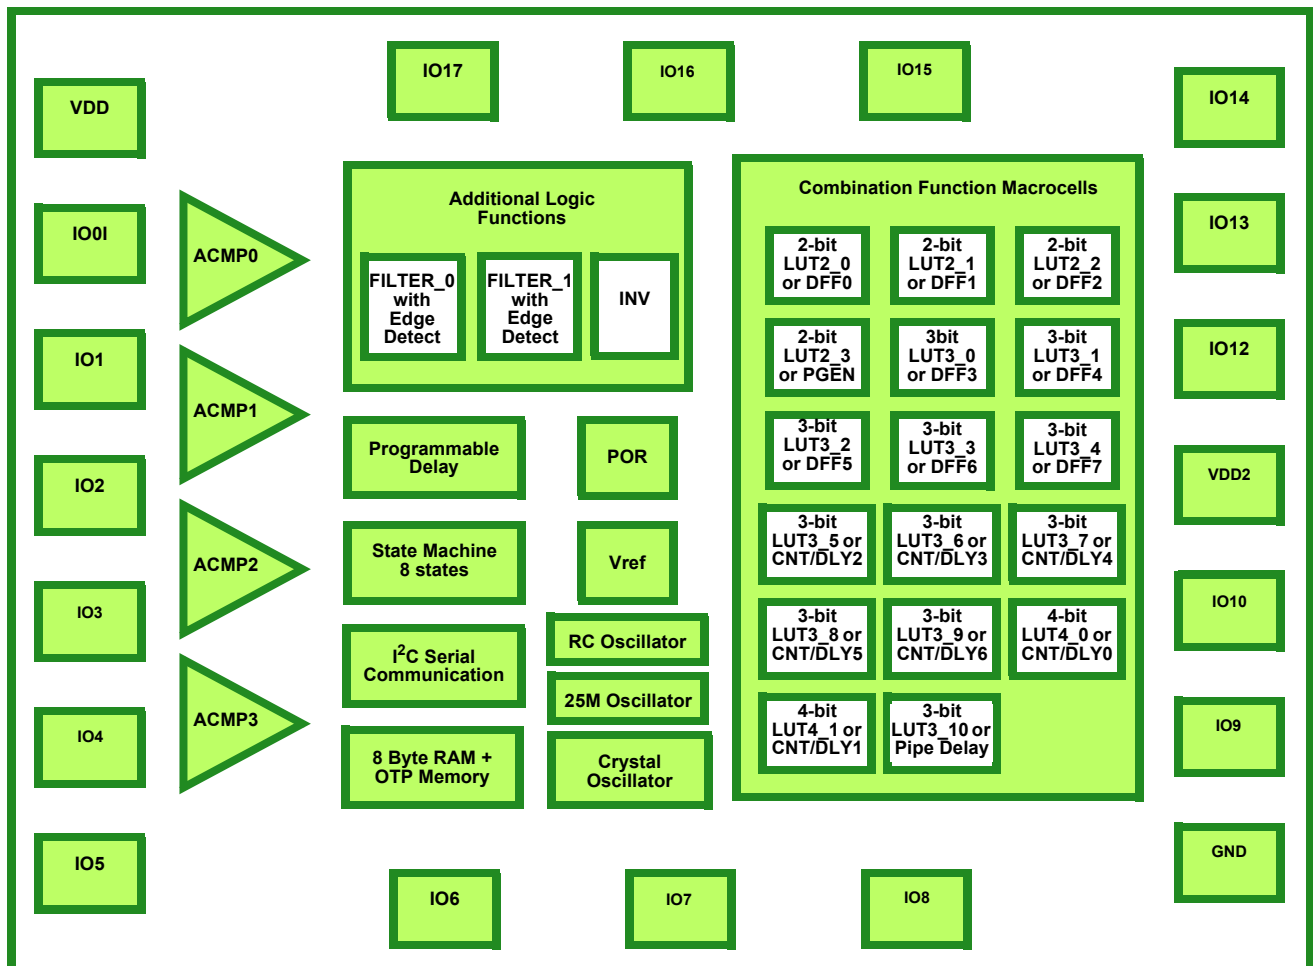 IO17
IO16
IO15
IO14
VDD
IO0I
IO1
IO2
IO3
IO4
IO5
ACMP0
ACMP1
ACMP2
ACMP3
Additional Logic
Functions
FILTER_0
with
Edge
Detect
FILTER_1
with
Edge
Detect
INV
Programmable
Delay
POR
State Machine
8 states
Vref
I²C Serial
Communication
RC Oscillator
25M Oscillator
8 Byte RAM +
OTP Memory
Crystal
Oscillator
Combination Function Macrocells
2-bit
LUT2_0
or DFF0
2-bit
LUT2_1
or DFF1
2-bit
LUT2_2
or DFF2
2-bit
LUT2_3
or PGEN
3bit
LUT3_0
or DFF3
3-bit
LUT3_1
or DFF4
3-bit
LUT3_2
or DFF5
3-bit
LUT3_3
or DFF6
3-bit
LUT3_4
or DFF7
3-bit
LUT3_5 or
CNT/DLY2
3-bit
LUT3_6 or
CNT/DLY3
3-bit
LUT3_7 or
CNT/DLY4
3-bit
LUT3_8 or
CNT/DLY5
3-bit
LUT3_9 or
CNT/DLY6
4-bit
LUT4_0 or
CNT/DLY0
4-bit
LUT4_1 or
CNT/DLY1
3-bit
LUT3_10 or
Pipe Delay
IO13
IO12
VDD2
IO10
IO9
GND
IO6
IO7
IO8